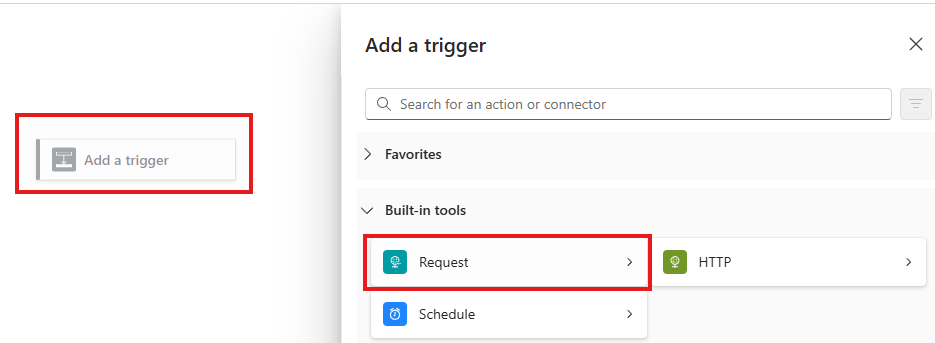 Add a trigger
Add a trigger
Search for an action or connector
Favorites
Built-in tools
Request
HTTP
Schedule